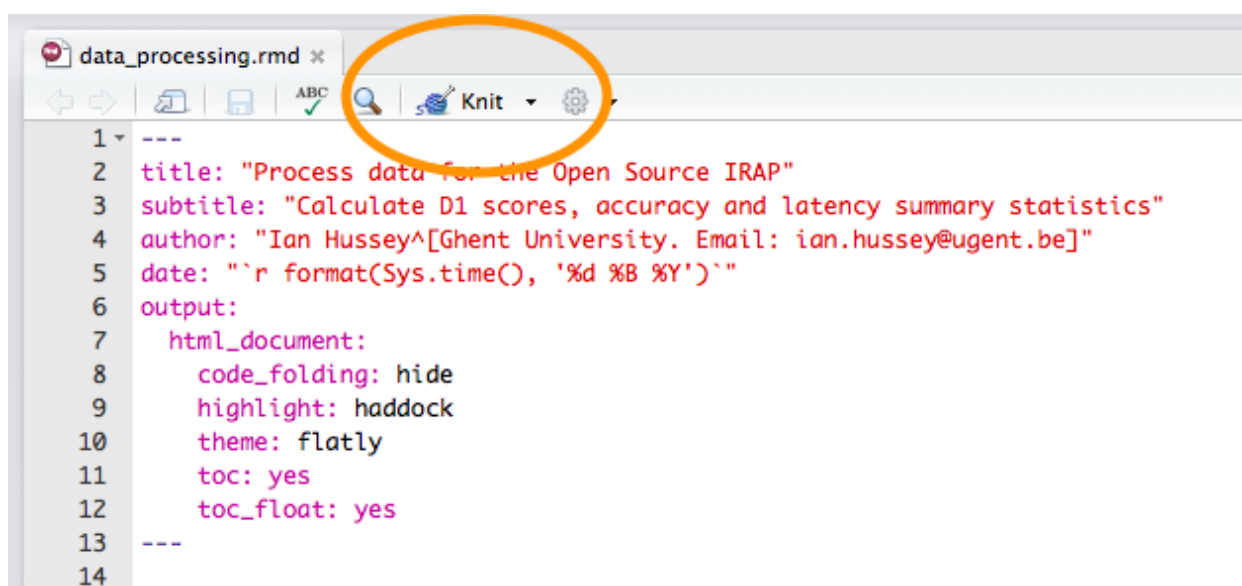 data_processing.rmd
ABC Knit
1 ---
2 title: "Process data for the Open Source IRAP"
3 subtitle: "Calculate D1 scores, accuracy and latency summary statistics"
4 author: "Ian Hussey^[Ghent University. Email: ian.hussey@ugent.be]"
5 date: "`r format(Sys.time(), '%d %B %Y')`"
6 output:
7   html_document:
8     code_folding: hide
9     highlight: haddock
10     theme: flatly
11     toc: yes
12     toc_float: yes
13 ---
14